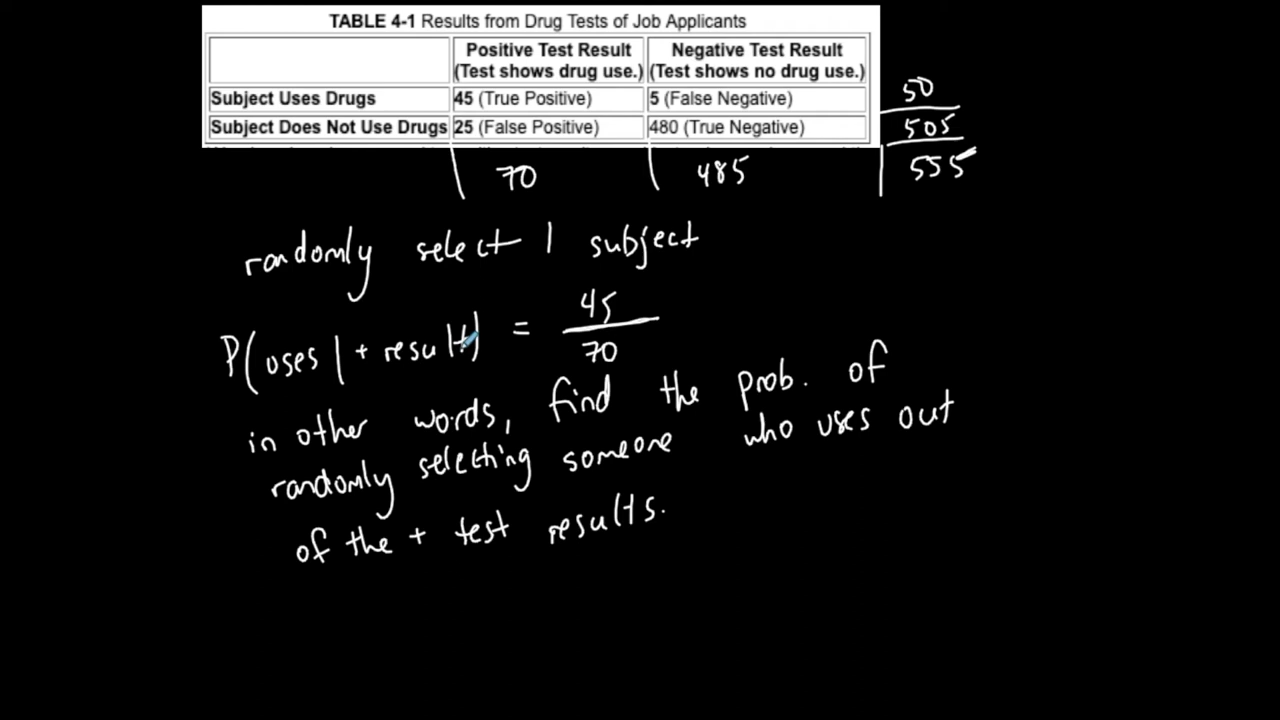 TABLE 4-1 Results from Drug Tests of Job Applicants
Positive Test Result Negative Test Result
(Test shows drug use.) (Test shows no drug use.)
50
Subject Uses Drugs 45 (True Positive) 5 (False Negative)
Subject Does Not Use Drugs 25 (False Positive) 480 (True Negative) 505
70 485 555
randomly select 1 subject
P(uses | + result) = 45/70
in other words, find the prob. of
randomly selecting someone who uses out
of the + test results.